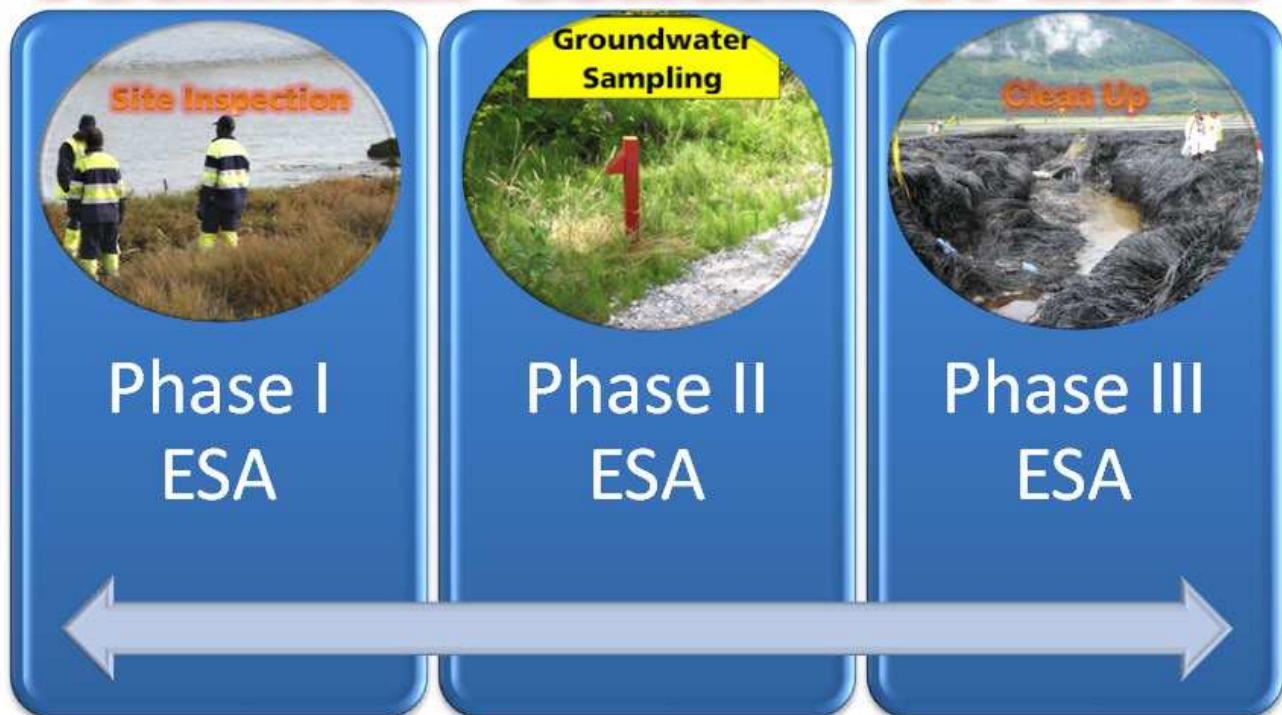 Site Inspection
Groundwater
Sampling
Clean Up
Phase I
ESA
Phase II
ESA
Phase III
ESA